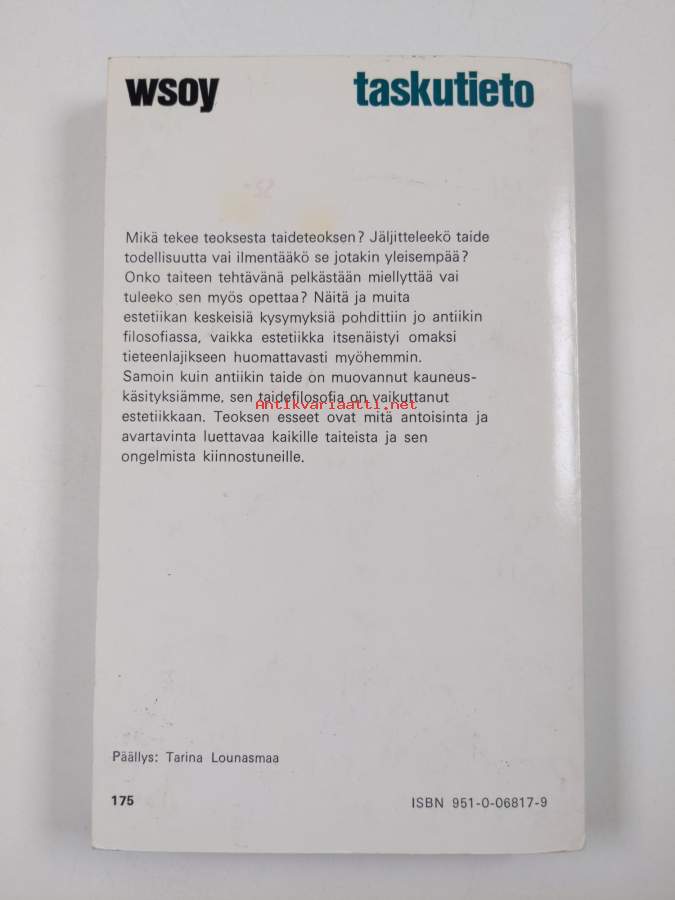 wsoy taskutieto
Mikä tekee teoksesta taideteoksen? Jäljitteleekö taide
todellisuutta vai ilmentääkö se jotakin yleisempää?
Onko taiteen tehtävänä pelkästään miellyttää vai
tuleeko sen myös opettaa? Näitä ja muita
estetiikan keskeisiä kysymyksiä pohdittiin jo antiikin
filosofiassa, vaikka estetiikka itsenäistyi omaksi
tieteenlajikseen huomattavasti myöhemmin.
Samoin kuin antiikin taide on muovannut kauneus-
käsityksiämme, sen taidefilosofia on vaikuttanut
Antikvariaatti.net
estetiikkaan. Teoksen esseet ovat mitä antoisinta ja
avartavinta luettavaa kaikille taiteista ja sen
ongelmista kiinnostuneille.
Päällys: Tarina Lounasmaa
175 ISBN 951-0-06817-9